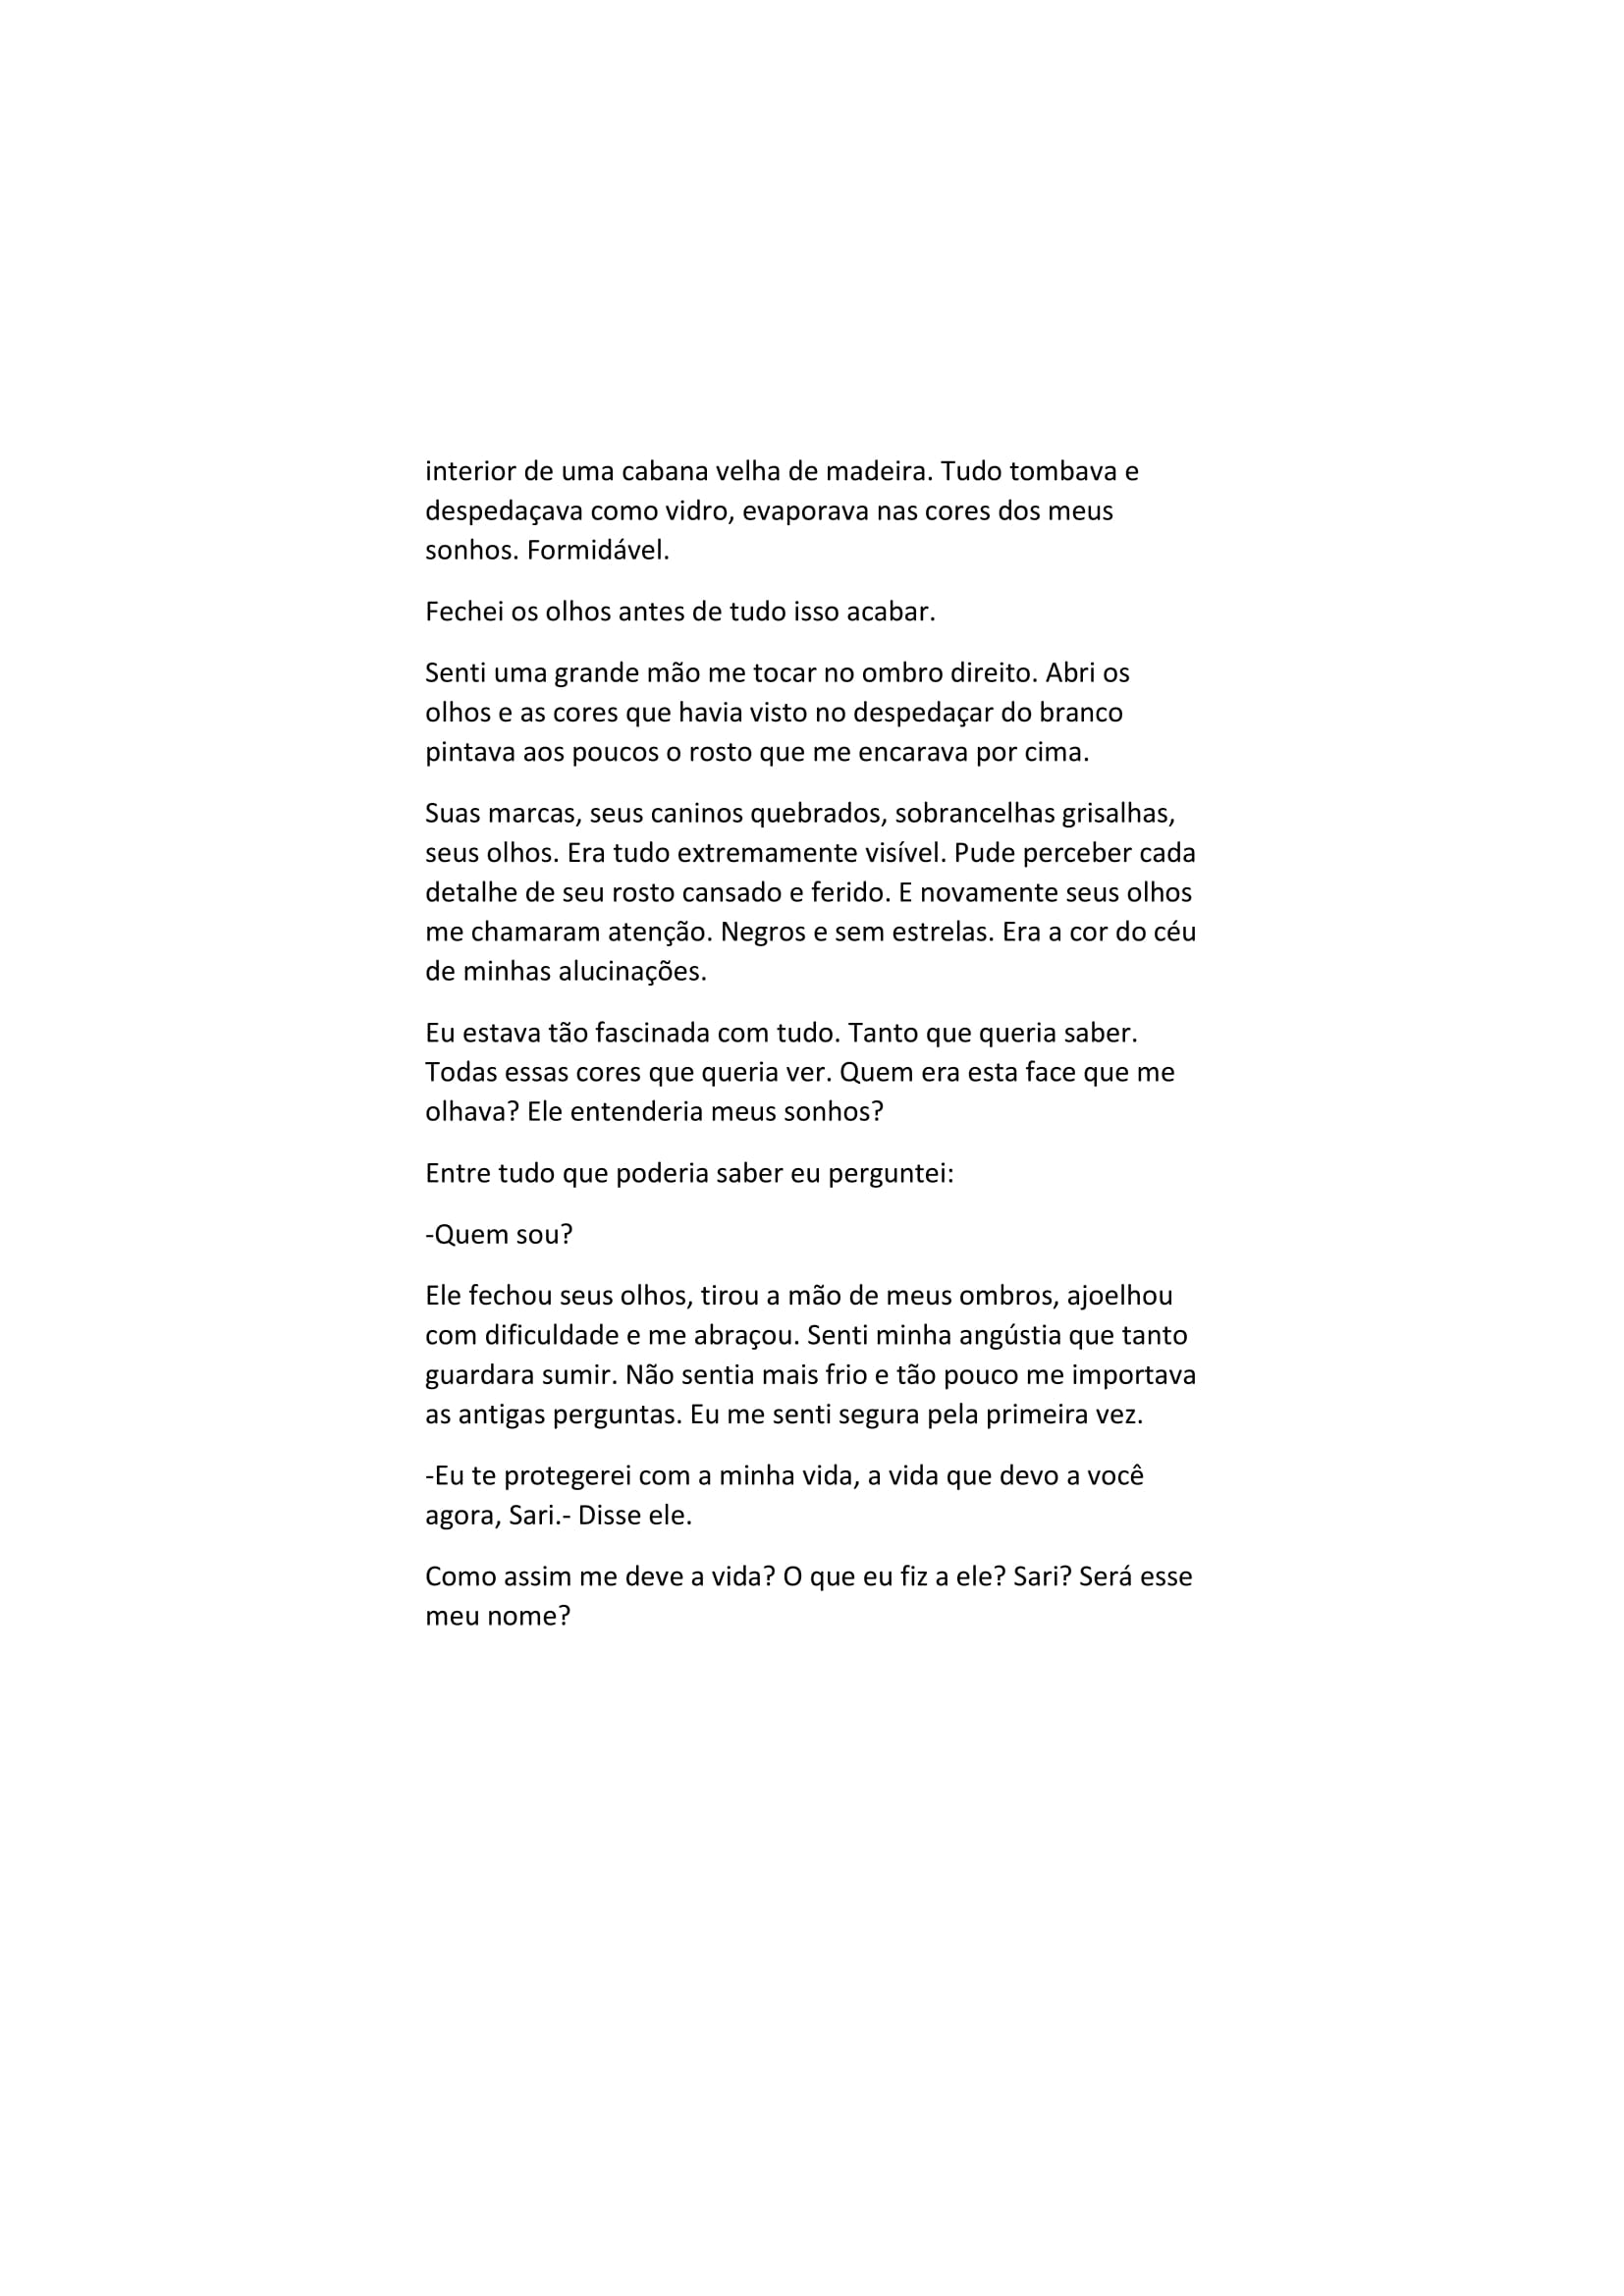 interior de uma cabana velha de madeira. Tudo tombava e
despedaçava como vidro, evaporava nas cores dos meus
sonhos. Formidável.
Fechei os olhos antes de tudo isso acabar.
Senti uma grande mão me tocar no ombro direito. Abri os
olhos e as cores que havia visto no despedaçar do branco
pintava aos poucos o rosto que me encarava por cima.
Suas marcas, seus caninos quebrados, sobrancelhas grisalhas,
seus olhos. Era tudo extremamente visível. Pude perceber cada
detalhe de seu rosto cansado e ferido. E novamente seus olhos
me chamaram atenção. Negros e sem estrelas. Era a cor do céu
de minhas alucinações.
Eu estava tão fascinada com tudo. Tanto que queria saber.
Todas essas cores que queria ver. Quem era esta face que me
olhava? Ele entenderia meus sonhos?
Entre tudo que poderia saber eu perguntei:
-Quem sou?
Ele fechou seus olhos, tirou a mão de meus ombros, ajoelhou
com dificuldade e me abraçou. Senti minha angústia que tanto
guardara sumir. Não sentia mais frio e tão pouco me importava
as antigas perguntas. Eu me senti segura pela primeira vez.
-Eu te protegerei com a minha vida, a vida que devo a você
agora, Sari.- Disse ele.
Como assim me deve a vida? O que eu fiz a ele? Sari? Será esse
meu nome?